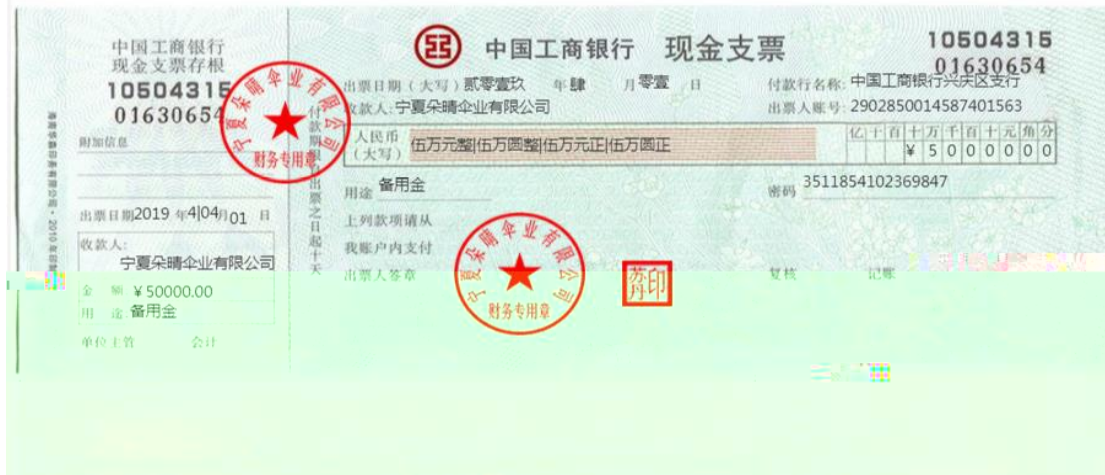 中国工商银行
现金支票存根
10504315
01630654
附加信息
出票日期2019 年4|04月01 日
收款人:
宁夏朵晴伞业有限公司
金 额 ¥50000.00
用 途 备用金
单位主管 会计
付款期限自出票之日起十天
中国工商银行 现金支票
10504315
01630654
出票日期(大写)贰零壹玖 年肆 月零壹 日
付款行名称: 中国工商银行兴庆区支行
收款人:宁夏朵晴伞业有限公司
出票人账号: 2902850014587401563
人民币
(大写)
伍万元整|伍万圆整|伍万元正|伍万圆正
亿 千 百 十 万 千 百 十 元 角 分
¥ 5 0 0 0 0 0 0
用途 备用金
密码 3511854102369847
上列款项请从
我账户内支付
出票人签章
复核 记账
宁夏朵晴伞业有限公司
财务专用章
宁夏朵晴伞业有限公司
财务专用章
苏丹印